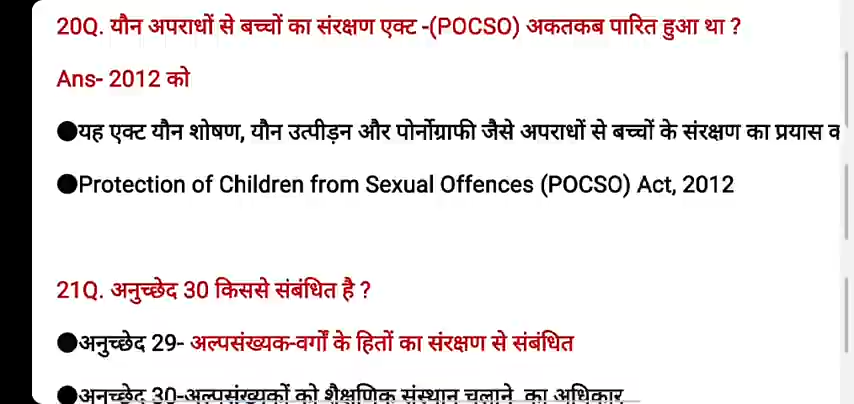 20Q. यौन अपराधों से बच्चों का संरक्षण एक्ट -(POCSO) अकतकब पारित हुआ था ?
Ans- 2012 को
●यह एक्ट यौन शोषण, यौन उत्पीड़न और पोर्नोग्राफी जैसे अपराधों से बच्चों के संरक्षण का प्रयास
●Protection of Children from Sexual Offences (POCSO) Act, 2012
21Q. अनुच्छेद 30 किससे संबंधित है ?
●अनुच्छेद 29- अल्पसंख्यक-वर्गों के हितों का संरक्षण से संबंधित
●अनुच्छेद 30-अल्पसंख्यकों को शैक्षणिक संस्थान चलाने का अधिकार